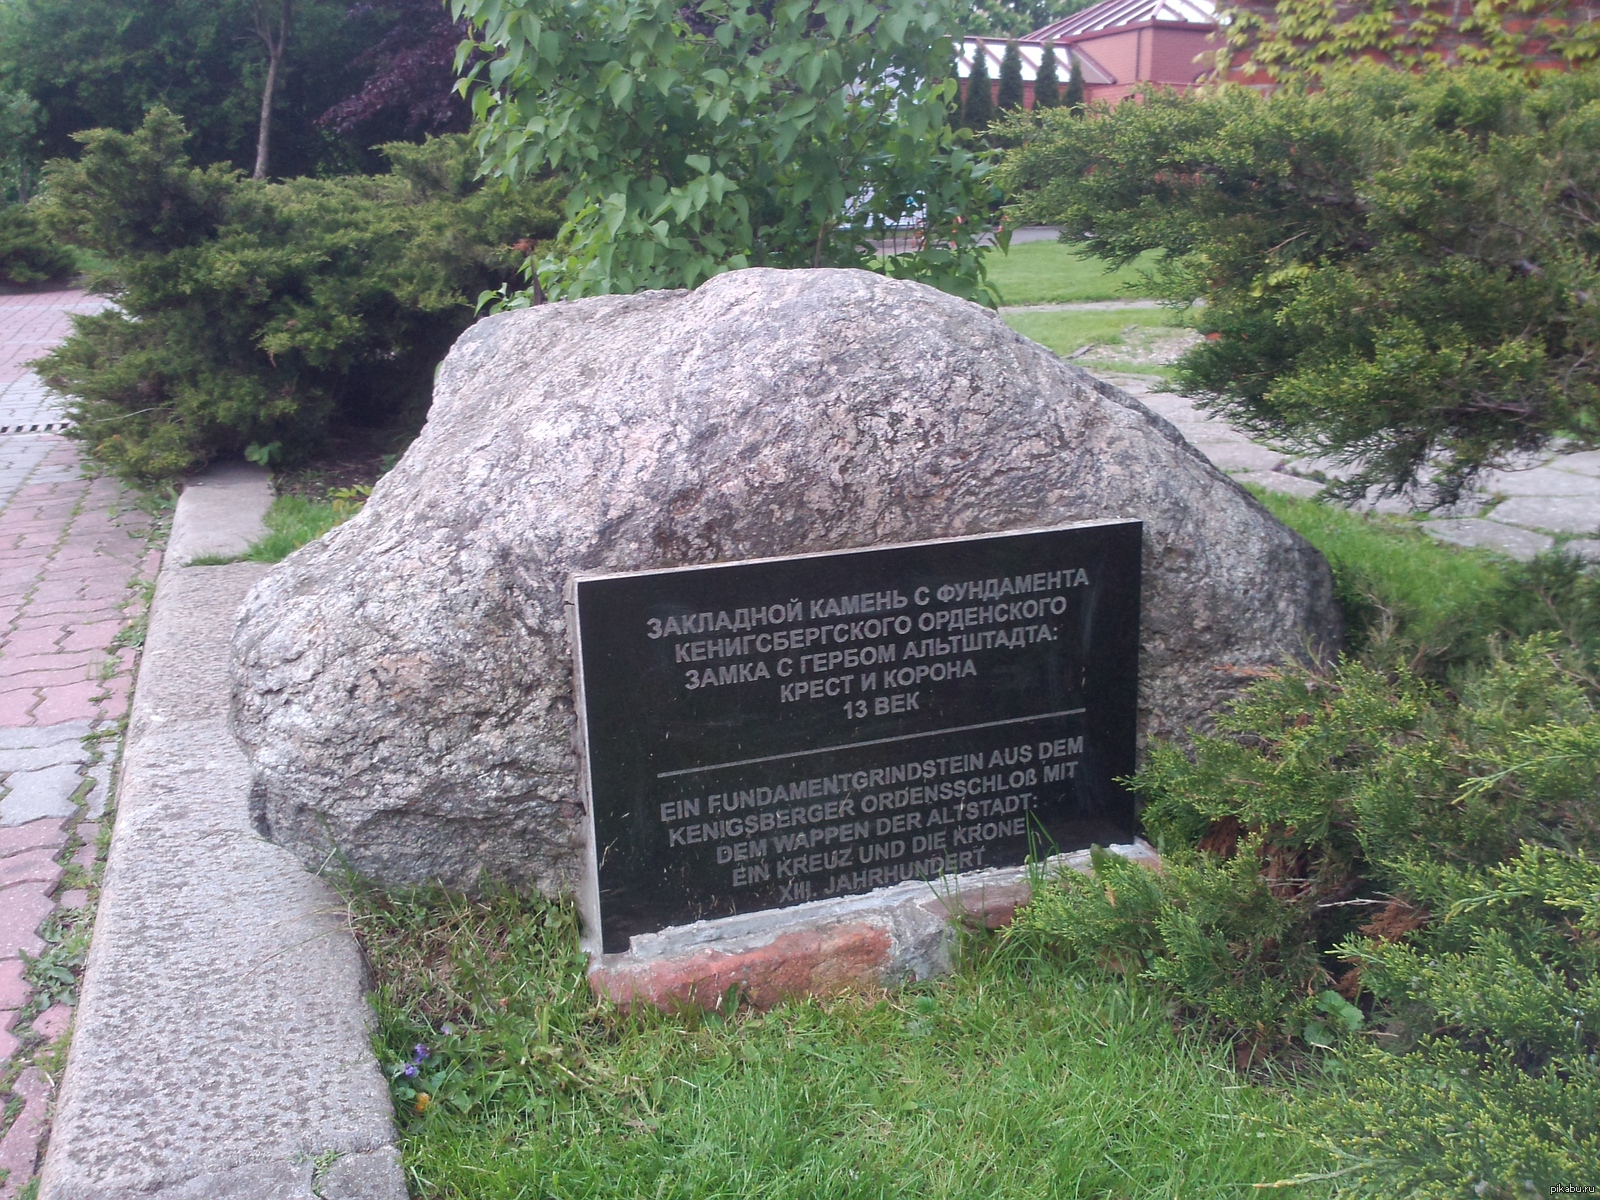 ЗАКЛАДНОЙ КАМЕНЬ С ФУНДАМЕНТА
КЕНИГСБЕРГСКОГО ОРДЕНСКОГО
ЗАМКА С ГЕРБОМ АЛЬТШТАДТА:
КРЕСТ И КОРОНА
13 ВЕК
EIN FUNDAMENTGRINDSTEIN AUS DEM
KENIGSBERGER ORDENSSCHLOß MIT
DEM WAPPEN DER ALTSTADT:
EIN KREUZ UND DIE KRONE
XIII. JAHRHUNDERT
pikabu.ru